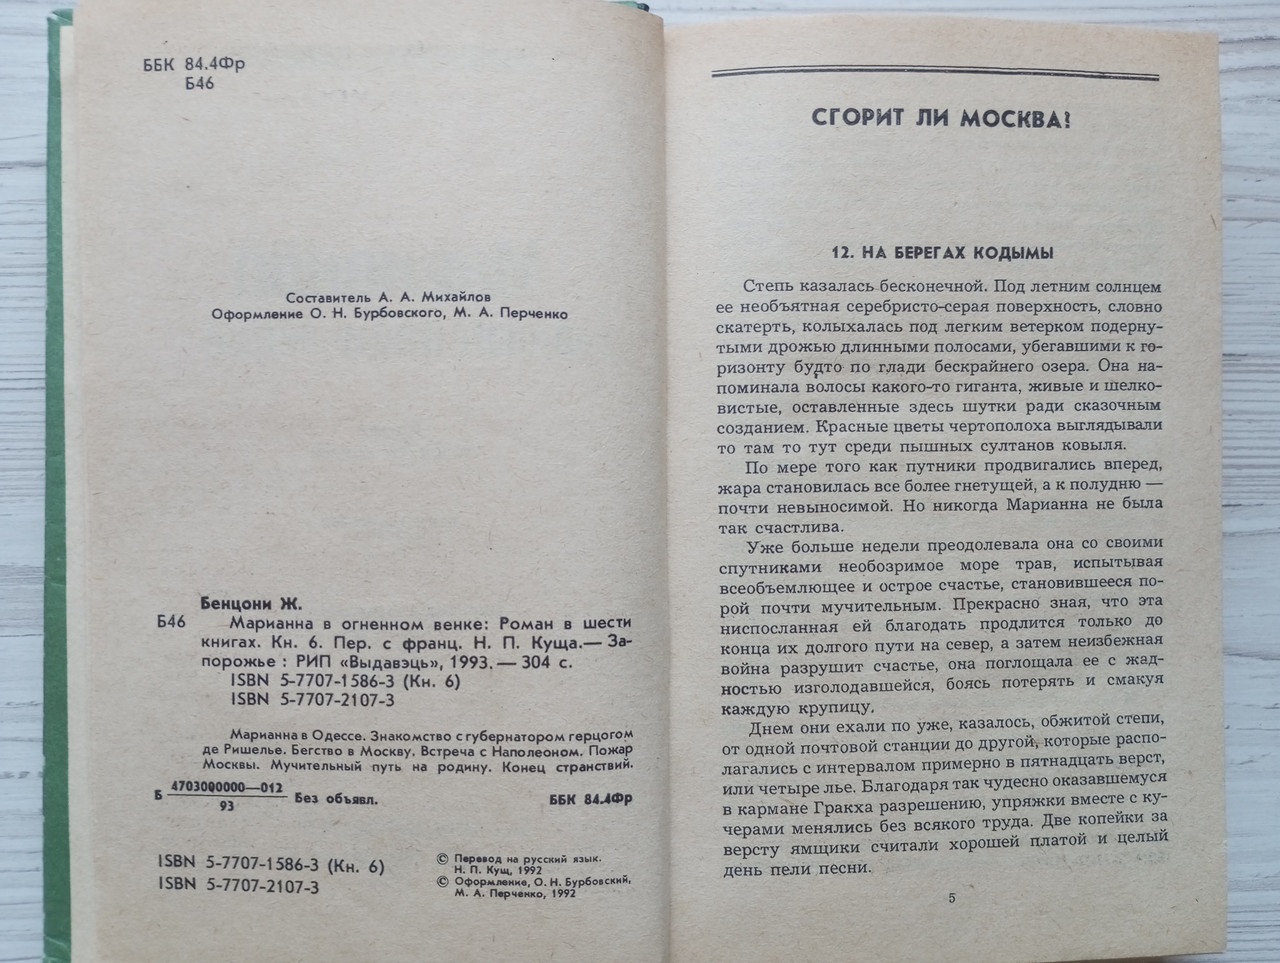 ББК 84.4Фр
Б46
Составитель А. А. Михайлов
Оформление О. Н. Бурбовского, М. А. Перченко
Бенцони Ж.
Б46 Марианна в огненном венке: Роман в шести
книгах. Кн. 6. Пер. с франц. Н. П. Куща.— За-
порожье : РИП «Выдавэць», 1993. — 304 с.
ISBN 5-7707-1586-3 (Кн. 6)
ISBN 5-7707-2107-3
Марианна в Одессе. Знакомство с губернатором герцогом
де Ришелье. Бегство в Москву. Встреча с Наполеоном. Пожар
Москвы. Мучительный путь на родину. Конец странствий.
Б 4703000000—012
93 Без объявл. ББК 84.4Фр
ISBN 5-7707-1586-3 (Кн. 6)
ISBN 5-7707-2107-3
© Перевод на русский язык.
Н. П. Кущ, 1992
© Оформление, О. Н. Бурбовский,
М. А. Перченко, 1992
СГОРИТ ЛИ МОСКВА?
12. НА БЕРЕГАХ КОДЫМЫ
Степь казалась бесконечной. Под летним солнцем
ее необъятная серебристо-серая поверхность, словно
скатерть, колыхалась под легким ветерком подерну-
тыми дрожью длинными полосами, убегавшими к го-
ризонту будто по глади бескрайнего озера. Она на-
поминала волосы какого-то гиганта, живые и шелко-
вистые, оставленные здесь шутки ради сказочным
созданием. Красные цветы чертополоха выглядывали
то там то тут среди пышных султанов ковыля.
По мере того как путники продвигались вперед,
жара становилась все более гнетущей, а к полудню —
почти невыносимой. Но никогда Марианна не была
так счастлива.
Уже больше недели преодолевала она со своими
спутниками необозримое море трав, испытывая
всеобъемлющее и острое счастье, становившееся по-
рой почти мучительным. Прекрасно зная, что эта
ниспосланная ей благодать продлится только до
конца их долгого пути на север, а затем неизбежная
война разрушит счастье, она поглощала ее с жад-
ностью изголодавшейся, боясь потерять и смакуя
каждую крупицу.
Днем они ехали по уже, казалось, обжитой степи,
от одной почтовой станции до другой, которые распо-
лагались с интервалом примерно в пятнадцать верст,
или четыре лье. Благодаря так чудесно оказавшемуся
в кармане Гракха разрешению, упряжки вместе с ку-
черами менялись без всякого труда. Две копейки за
версту ямщики считали хорошей платой и целый
день пели песни.
5